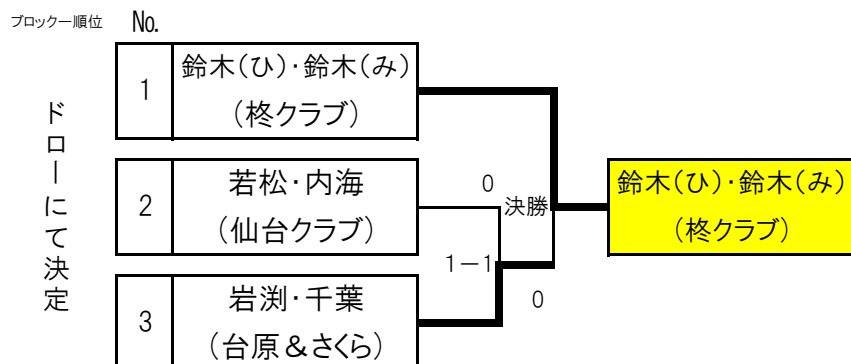 ブロック一順位 No.
ドローにて決定
1
鈴木(ひ)・鈴木(み)
(柊クラブ)
2
若松・内海
(仙台クラブ)
3
岩渕・千葉
(台原&さくら)
0
決勝
1-1
0
鈴木(ひ)・鈴木(み)
(柊クラブ)